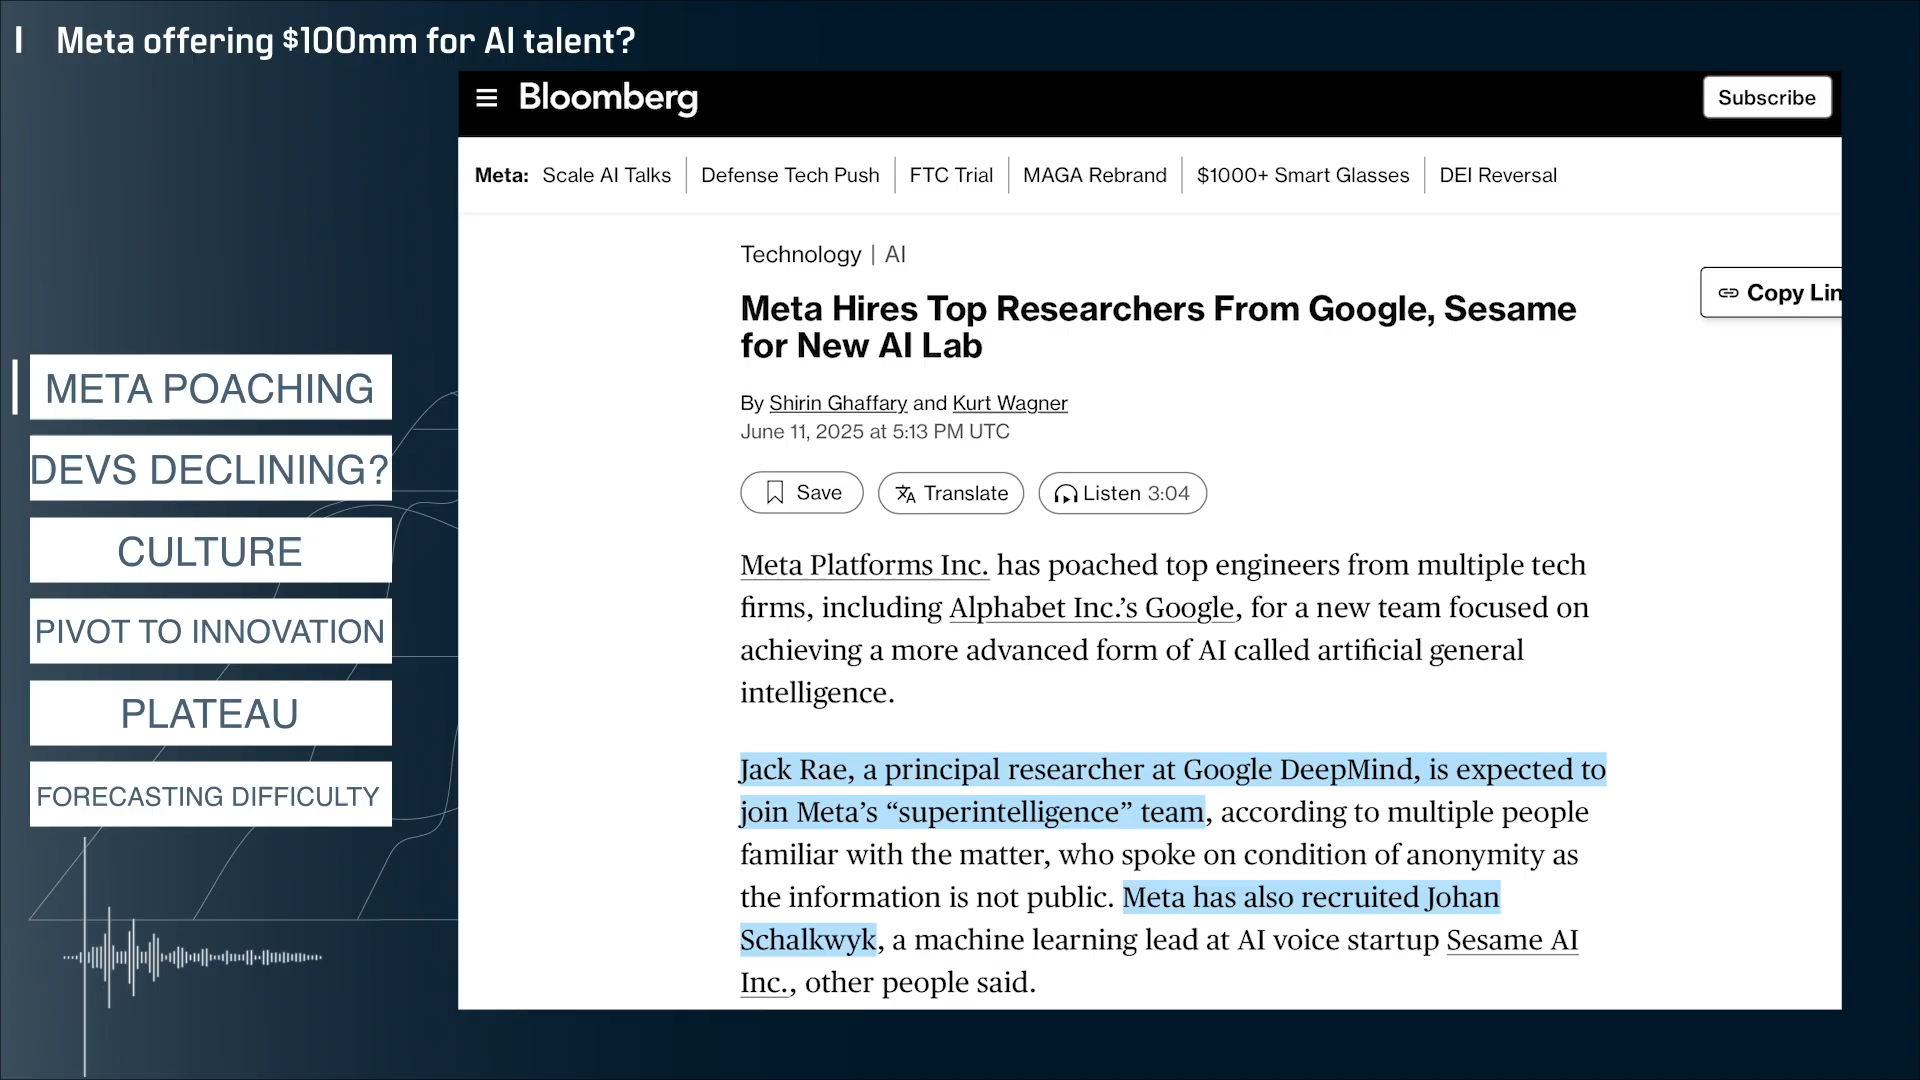 Meta offering $100mm for AI talent?
Bloomberg
Subscribe
Meta: Scale AI Talks Defense Tech Push FTC Trial MAGA Rebrand $1000+ Smart Glasses DEI Reversal
Technology | AI
Copy Lin
Meta Hires Top Researchers From Google, Sesame
for New AI Lab
By Shirin Ghaffary and Kurt Wagner
June 11, 2025 at 5:13 PM UTC
Save Translate Listen 3:04
Meta Platforms Inc. has poached top engineers from multiple tech
firms, including Alphabet Inc.’s Google, for a new team focused on
achieving a more advanced form of AI called artificial general
intelligence.
Jack Rae, a principal researcher at Google DeepMind, is expected to
join Meta’s “superintelligence” team, according to multiple people
familiar with the matter, who spoke on condition of anonymity as
the information is not public. Meta has also recruited Johan
Schalkwyk, a machine learning lead at AI voice startup Sesame AI
Inc., other people said.
META POACHING
DEVS DECLINING?
CULTURE
PIVOT TO INNOVATION
PLATEAU
FORECASTING DIFFICULTY